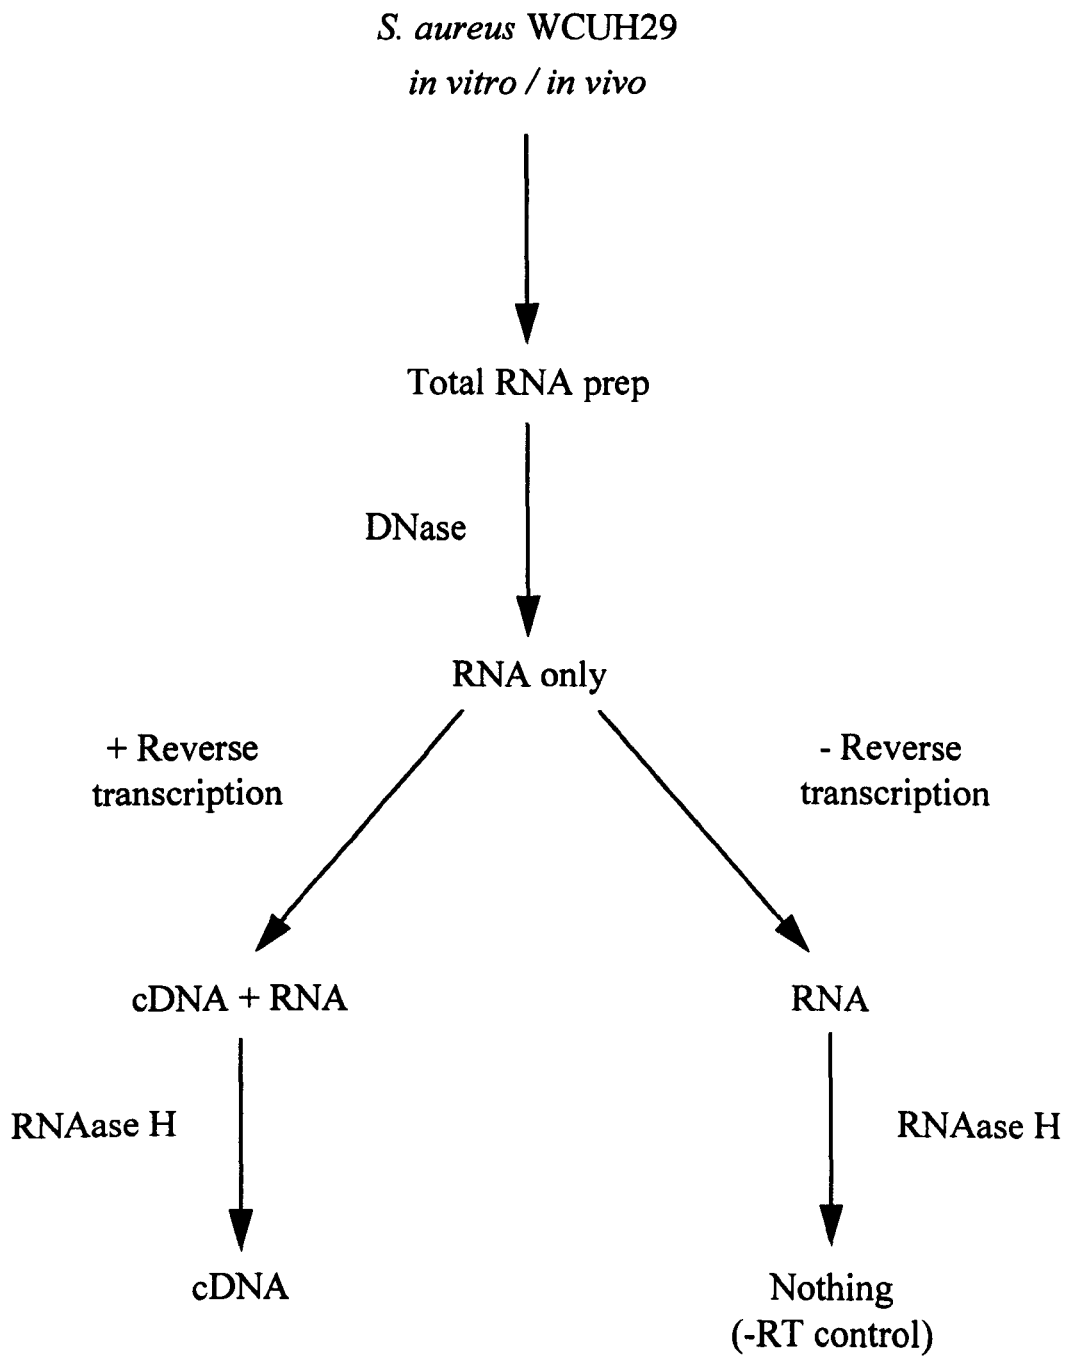 S. aureus WCUH29
in vitro / in vivo
Total RNA prep
DNase
RNA only
+ Reverse
transcription
- Reverse
transcription
cDNA + RNA
RNA
RNAase H
RNAase H
cDNA
Nothing
(-RT control)